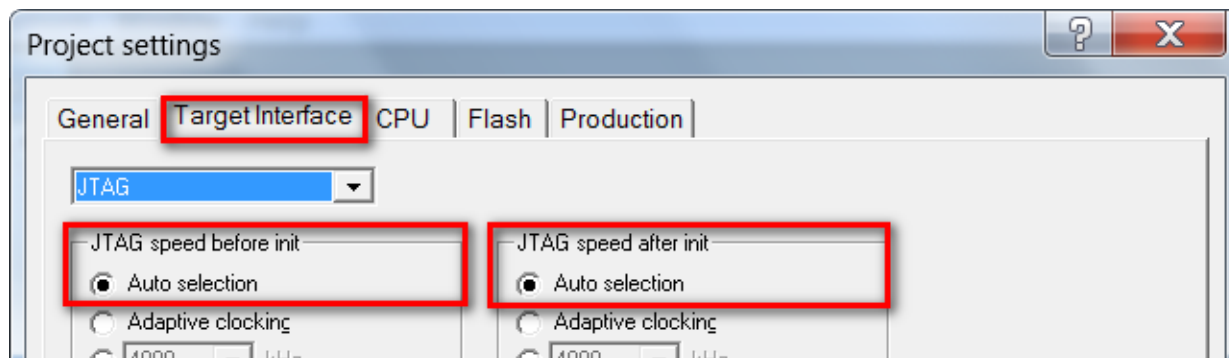 Project settings
General Target Interface CPU Flash Production
JTAG
JTAG speed before init JTAG speed after init
Auto selection Auto selection
Adaptive clocking Adaptive clocking